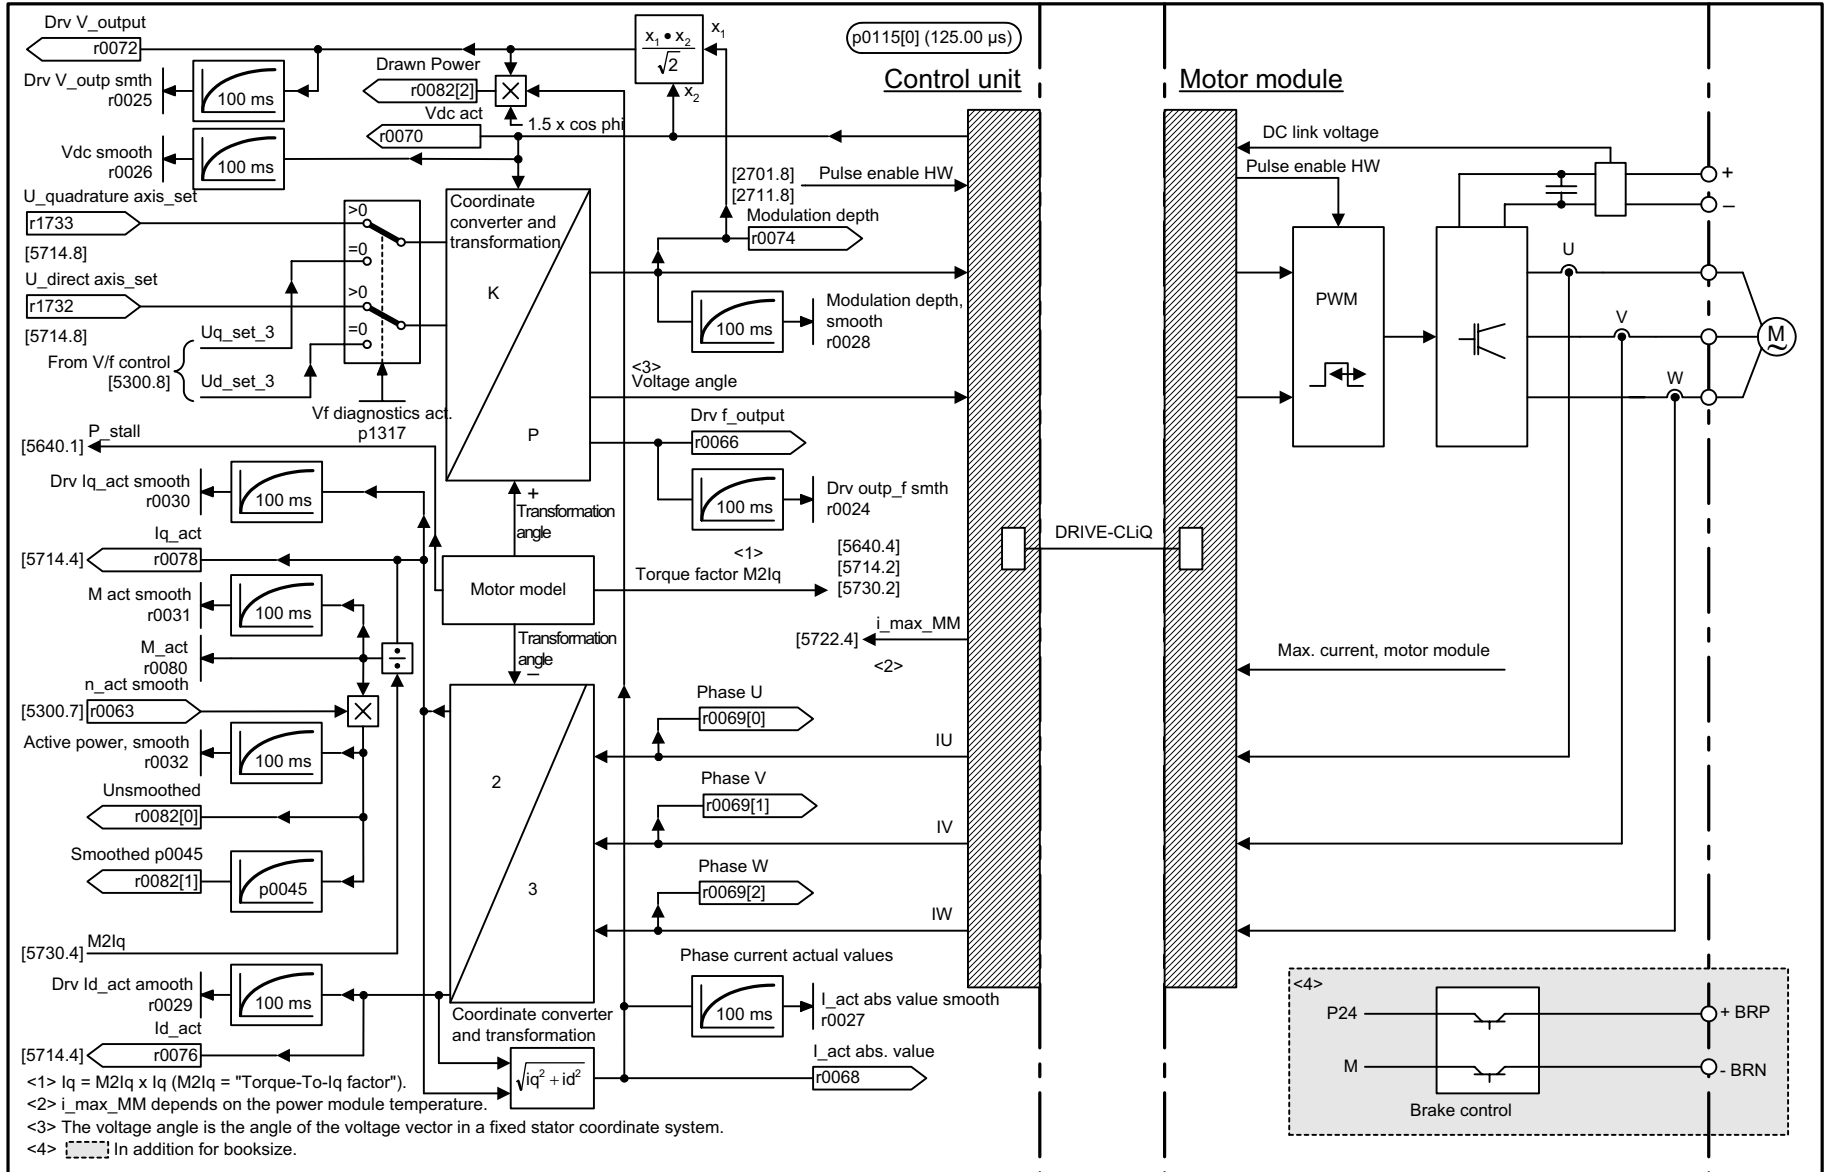 Drv V_output
r0072
Drv V_outp smth
r0025
100 ms
Vdc smooth
r0026
100 ms
Drawn Power
r0082[2]
Vdc act
r0070
1.5 x cos phi
x1 • x2
√2
x1
x2
p0115[0] (125.00 µs)
Control unit
Motor module
U_quadrature axis_set
r1733
[5714.8]
U_direct axis_set
r1732
[5714.8]
>0
=0
>0
=0
Uq_set_3
From V/f control
[5300.8]
Ud_set_3
Vf diagnostics act.
p1317
Coordinate
converter and
transformation
K
P
[2701.8]
[2711.8]
Pulse enable HW
Modulation depth
r0074
100 ms
Modulation depth,
smooth
r0028
<3>
Voltage angle
Drv f_output
r0066
100 ms
Drv outp_f smth
r0024
P_stall
[5640.1]
Drv Iq_act smooth
r0030
100 ms
Iq_act
[5714.4]
r0078
M act smooth
r0031
100 ms
M_act
r0080
÷
n_act smooth
[5300.7]
r0063
Active power, smooth
r0032
100 ms
Unsmoothed
r0082[0]
Smoothed p0045
r0082[1]
p0045
[5730.4]
M2Iq
Drv Id_act amooth
r0029
100 ms
Id_act
[5714.4]
r0076
+
Transformation
angle
Motor model
Transformation
angle
–
<1>
Torque factor M2Iq
[5640.4]
[5714.2]
[5730.2]
i_max_MM
[5722.4]
<2>
2
3
Coordinate converter
and transformation
√iq² + id²
Phase U
r0069[0]
IU
Phase V
r0069[1]
IV
Phase W
r0069[2]
IW
Phase current actual values
100 ms
I_act abs value smooth
r0027
I_act abs. value
r0068
DRIVE-CLiQ
DC link voltage
Pulse enable HW
+
–
PWM
U
V
W
M
~
Max. current, motor module
<4>
P24
M
+ BRP
- BRN
Brake control
<1> Iq = M2Iq x Iq (M2Iq = "Torque-To-Iq factor").
<2> i_max_MM depends on the power module temperature.
<3> The voltage angle is the angle of the voltage vector in a fixed stator coordinate system.
<4> In addition for booksize.